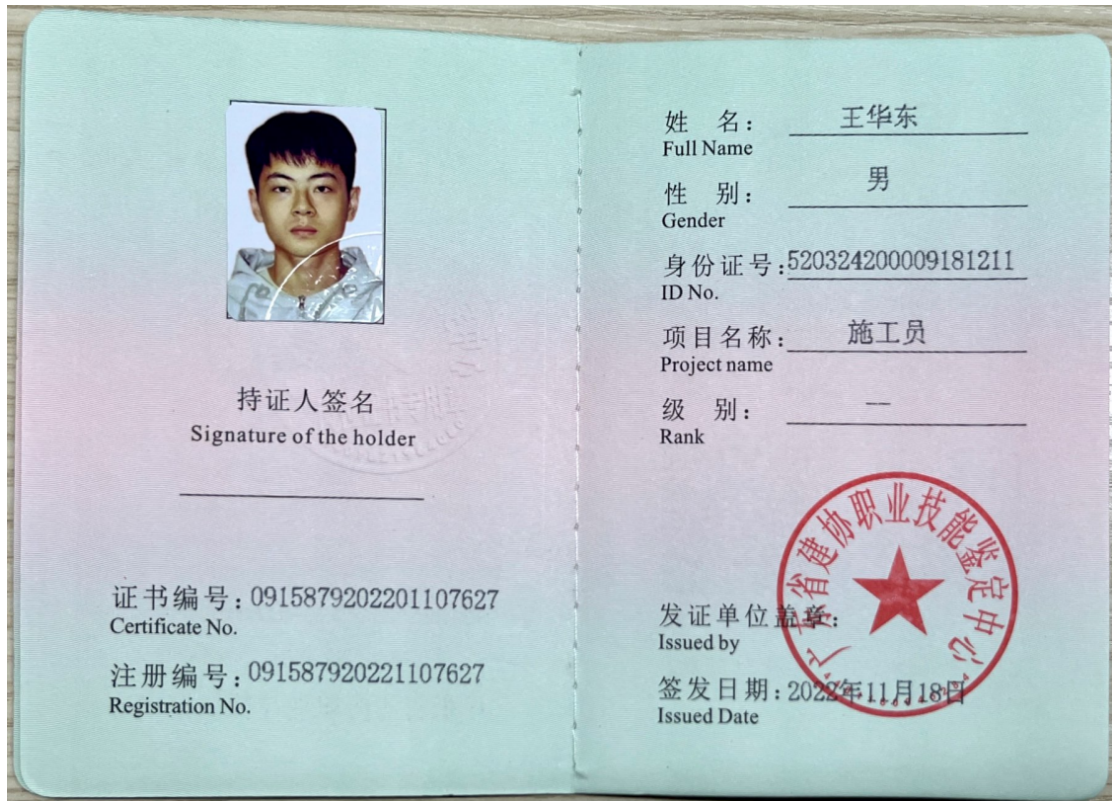 持证人签名
Signature of the holder
证书编号：0915879202201107627
Certificate No.
注册编号：091587920221107627
Registration No.
姓 名： 王华东
Full Name
性 别： 男
Gender
身份证号：520324200009181211
ID No.
项目名称： 施工员
Project name
级 别： 一
Rank
广东省建协职业技能鉴定中心
发证单位盖章：
Issued by
签发日期：2022年11月18日
Issued Date